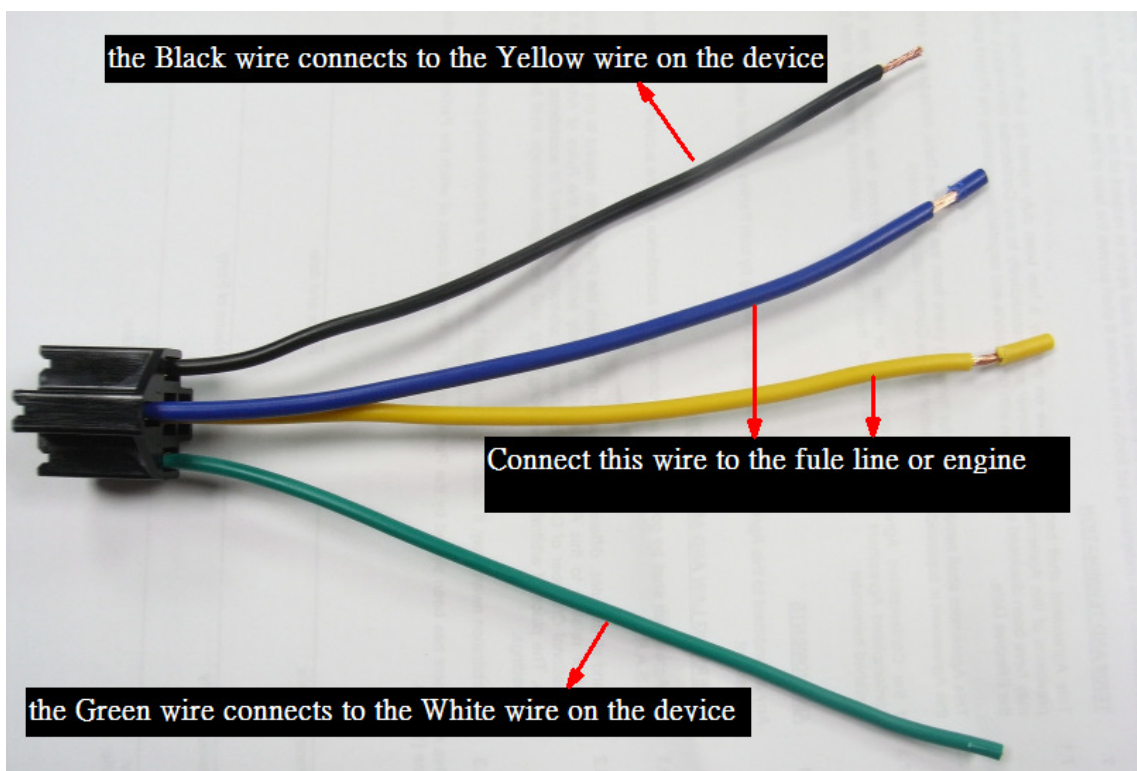 the Black wire connects to the Yellow wire on the device
Connect this wire to the fule line or engine
the Green wire connects to the White wire on the device